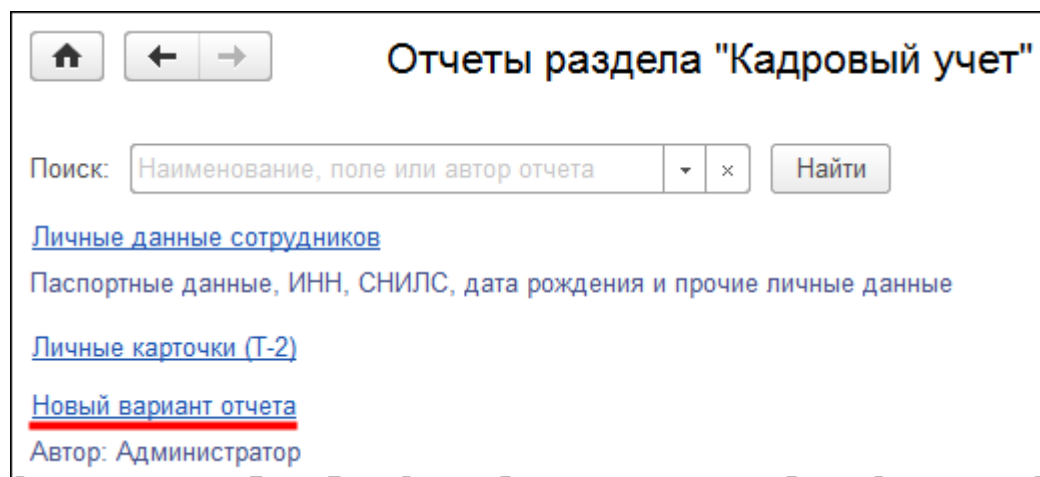 Отчеты раздела "Кадровый учет"
Поиск: Наименование, поле или автор отчета Найти
Личные данные сотрудников
Паспортные данные, ИНН, СНИЛС, дата рождения и прочие личные данные
Личные карточки (Т-2)
Новый вариант отчета
Автор: Администратор